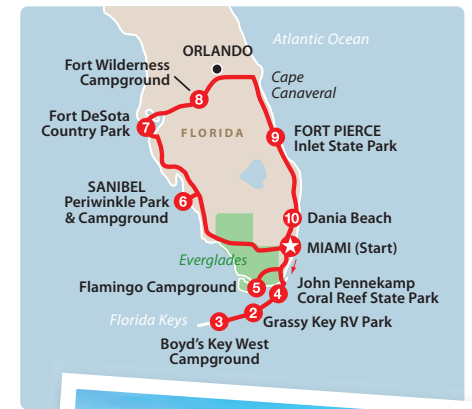 Atlantic Ocean
ORLANDO
Fort Wilderness
Campground
Cape
Canaveral
8
Fort DeSota
Country Park
7
FLORIDA
9
FORT PIERCE
Inlet State Park
SANIBEL
Periwinkle Park
& Campground
6
10
Dania Beach
MIAMI (Start)
Everglades
Flamingo Campground
5
4
John Pennekamp
Coral Reef State Park
Florida Keys
3
2
Grassy Key RV Park
Boyd's Key West
Campground